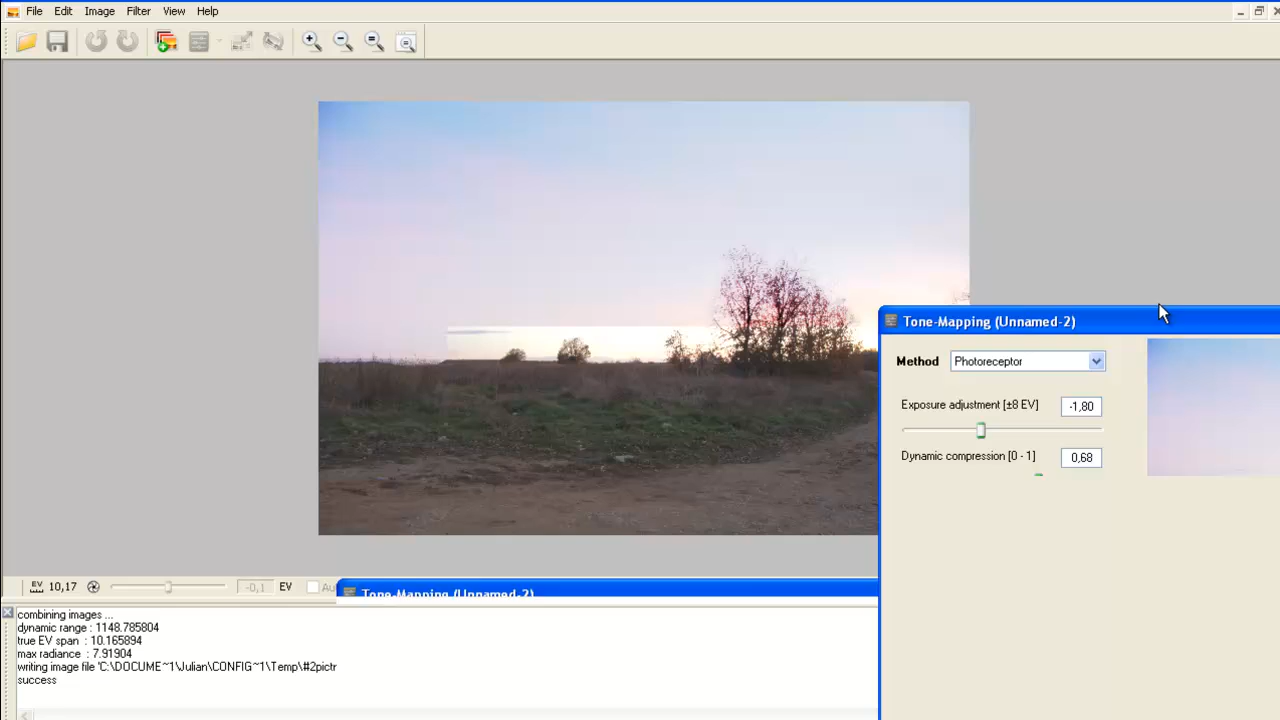 File Edit Image Filter View Help
Tone-Mapping (Unnamed-2)
Method Photoreceptor
Exposure adjustment [±8 EV] -1,80
Dynamic compression [0 - 1] 0,68
EV 10,17 -0,1 EV Au
Tone-Mapping (Unnamed-2)
combining images ...
dynamic range : 1148.785804
true EV span : 10.165894
max radiance : 7.91904
writing image file 'C:\DOCUME~1\Julian\CONFIG~1\Temp\#2pictr
success